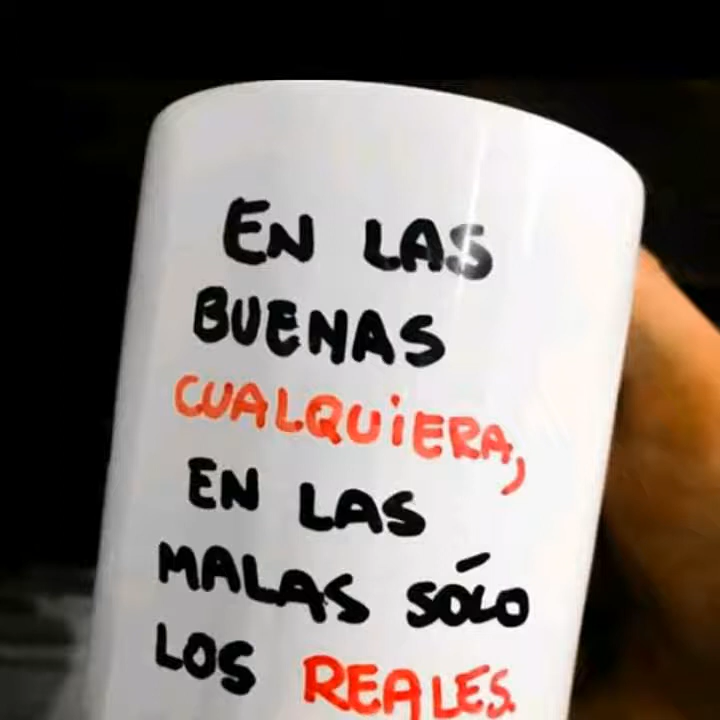 EN LAS
BUENAS
CUALQUiERA,
EN LAS
MALAS SÓLO
LOS REALES.